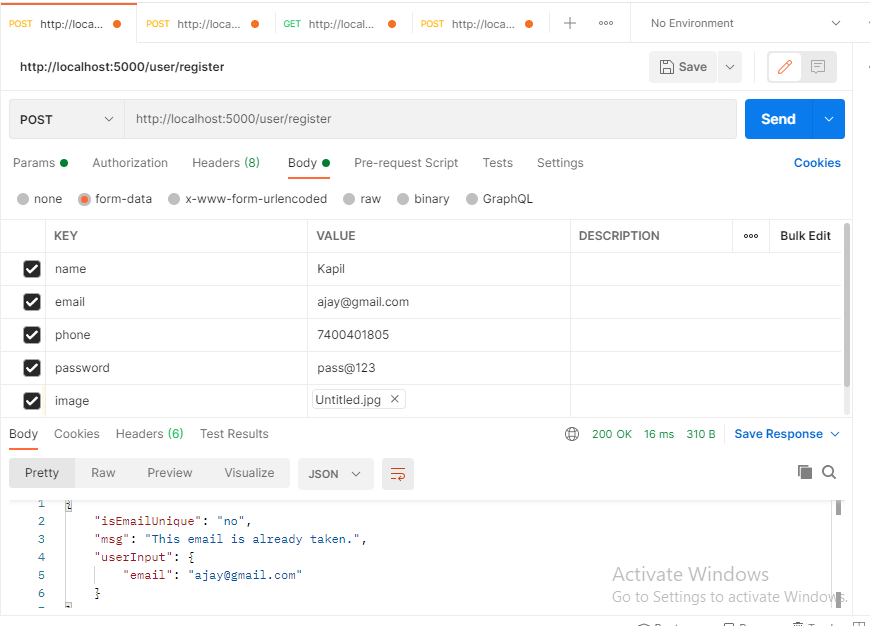 POST http://loca... POST http://loca... GET http://local... POST http://loca... No Environment
http://localhost:5000/user/register Save
POST http://localhost:5000/user/register Send
Params Authorization Headers (8) Body Pre-request Script Tests Settings Cookies
none form-data x-www-form-urlencoded raw binary GraphQL
KEY VALUE DESCRIPTION Bulk Edit
name Kapil
email ajay@gmail.com
phone 7400401805
password pass@123
image Untitled.jpg
Body Cookies Headers (6) Test Results 200 OK 16 ms 310 B Save Response
Pretty Raw Preview Visualize JSON
1 {
2 "isEmailUnique": "no",
3 "msg": "This email is already taken.",
4 "userInput": {
5 "email": "ajay@gmail.com"
6 }
Activate Windows
Go to Settings to activate Windows.